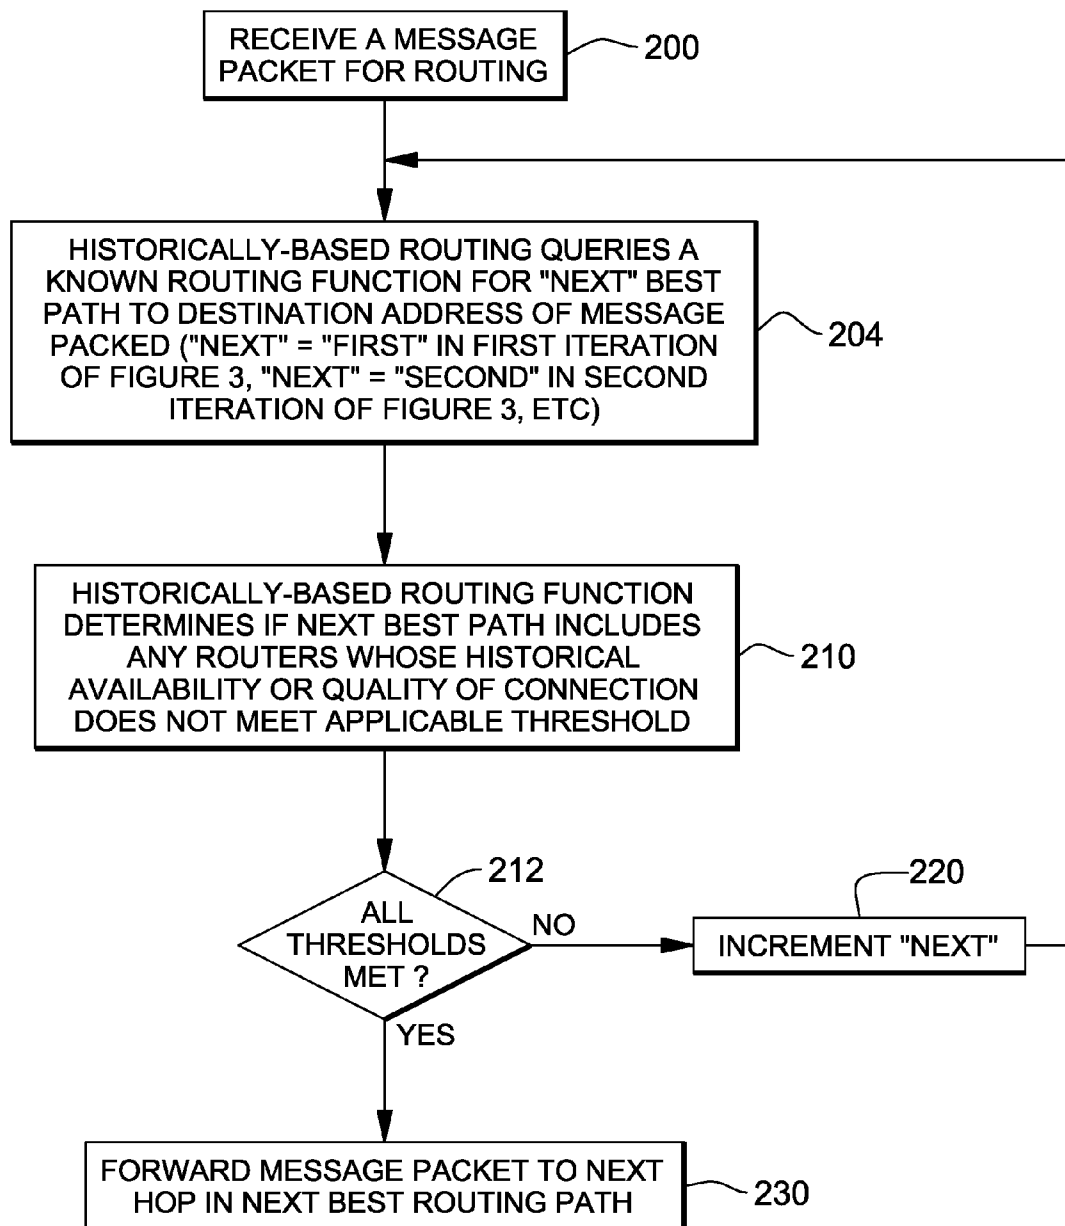 RECEIVE A MESSAGE
PACKET FOR ROUTING
200
HISTORICALLY-BASED ROUTING QUERIES A
KNOWN ROUTING FUNCTION FOR "NEXT" BEST
PATH TO DESTINATION ADDRESS OF MESSAGE
PACKED ("NEXT" = "FIRST" IN FIRST ITERATION
OF FIGURE 3, "NEXT" = "SECOND" IN SECOND
ITERATION OF FIGURE 3, ETC)
204
HISTORICALLY-BASED ROUTING FUNCTION
DETERMINES IF NEXT BEST PATH INCLUDES
ANY ROUTERS WHOSE HISTORICAL
AVAILABILITY OR QUALITY OF CONNECTION
DOES NOT MEET APPLICABLE THRESHOLD
210
212
ALL
THRESHOLDS
MET ?
NO
220
INCREMENT "NEXT"
YES
FORWARD MESSAGE PACKET TO NEXT
HOP IN NEXT BEST ROUTING PATH
230